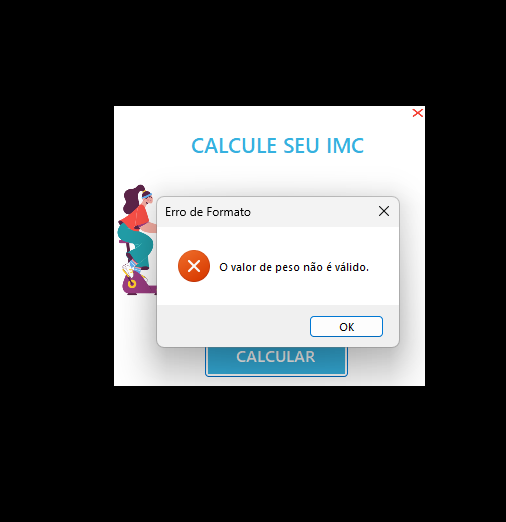 CALCULE SEU IMC
Erro de Formato
O valor de peso não é válido.
OK
CALCULAR